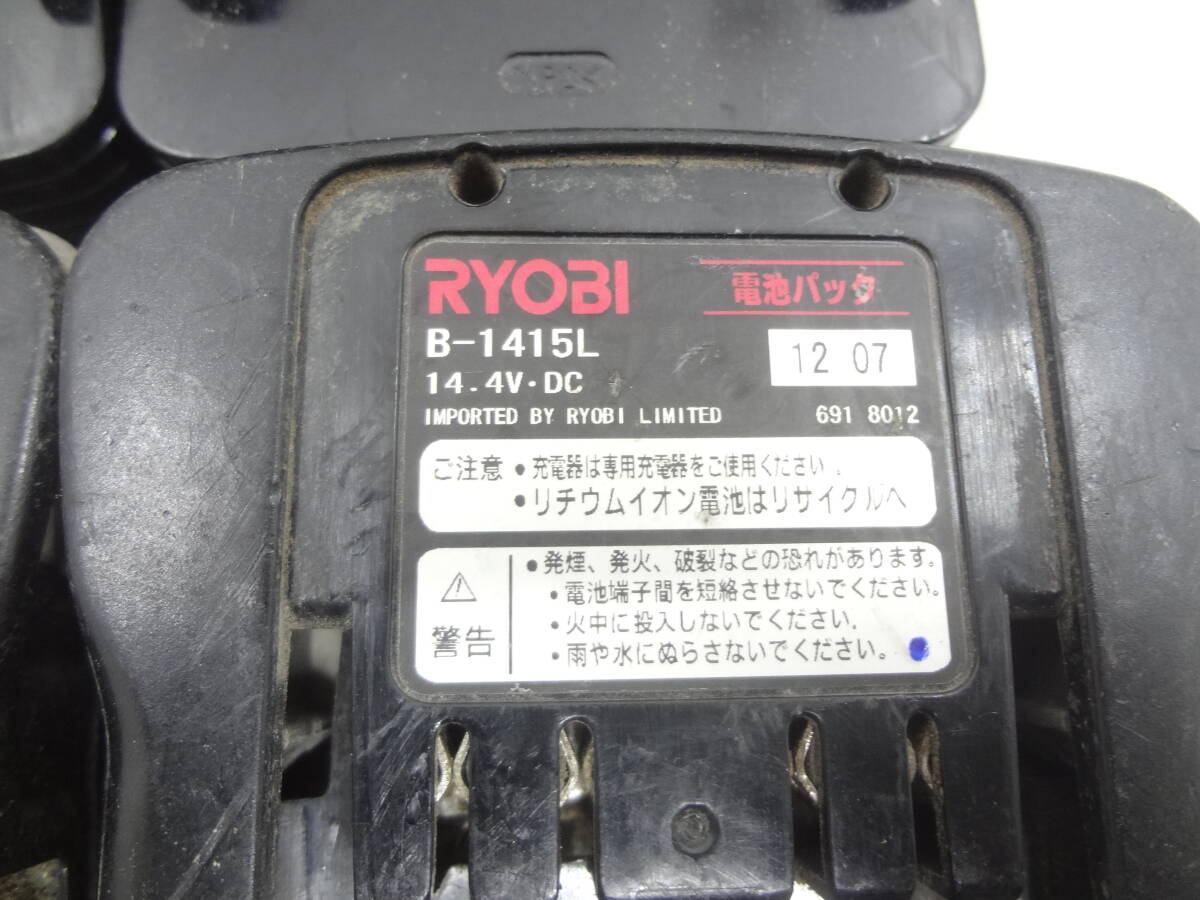 RYOBI
電池パック
B-1415L
12 07
14.4V・DC
IMPORTED BY RYOBI LIMITED
691 8012
ご注意
・充電器は専用充電器をご使用ください.
・リチウムイオン電池はリサイクルへ
警告
・発煙、発火、破裂などの恐れがあります。
・電池端子間を短絡させないでください。
・火中に投入しないでください.
・雨や水にぬらさないでください。